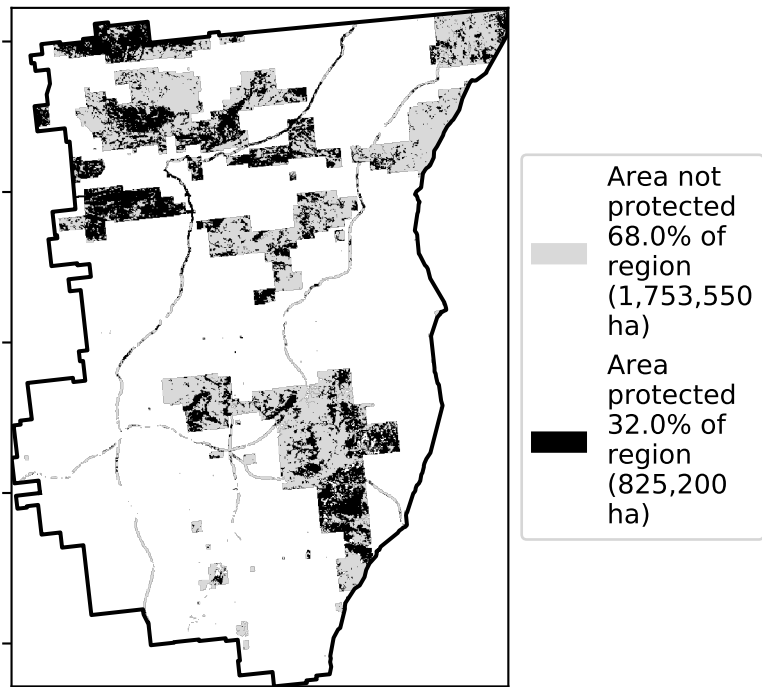 Area not
protected
68.0% of
region
(1,753,550
ha)
Area
protected
32.0% of
region
(825,200
ha)